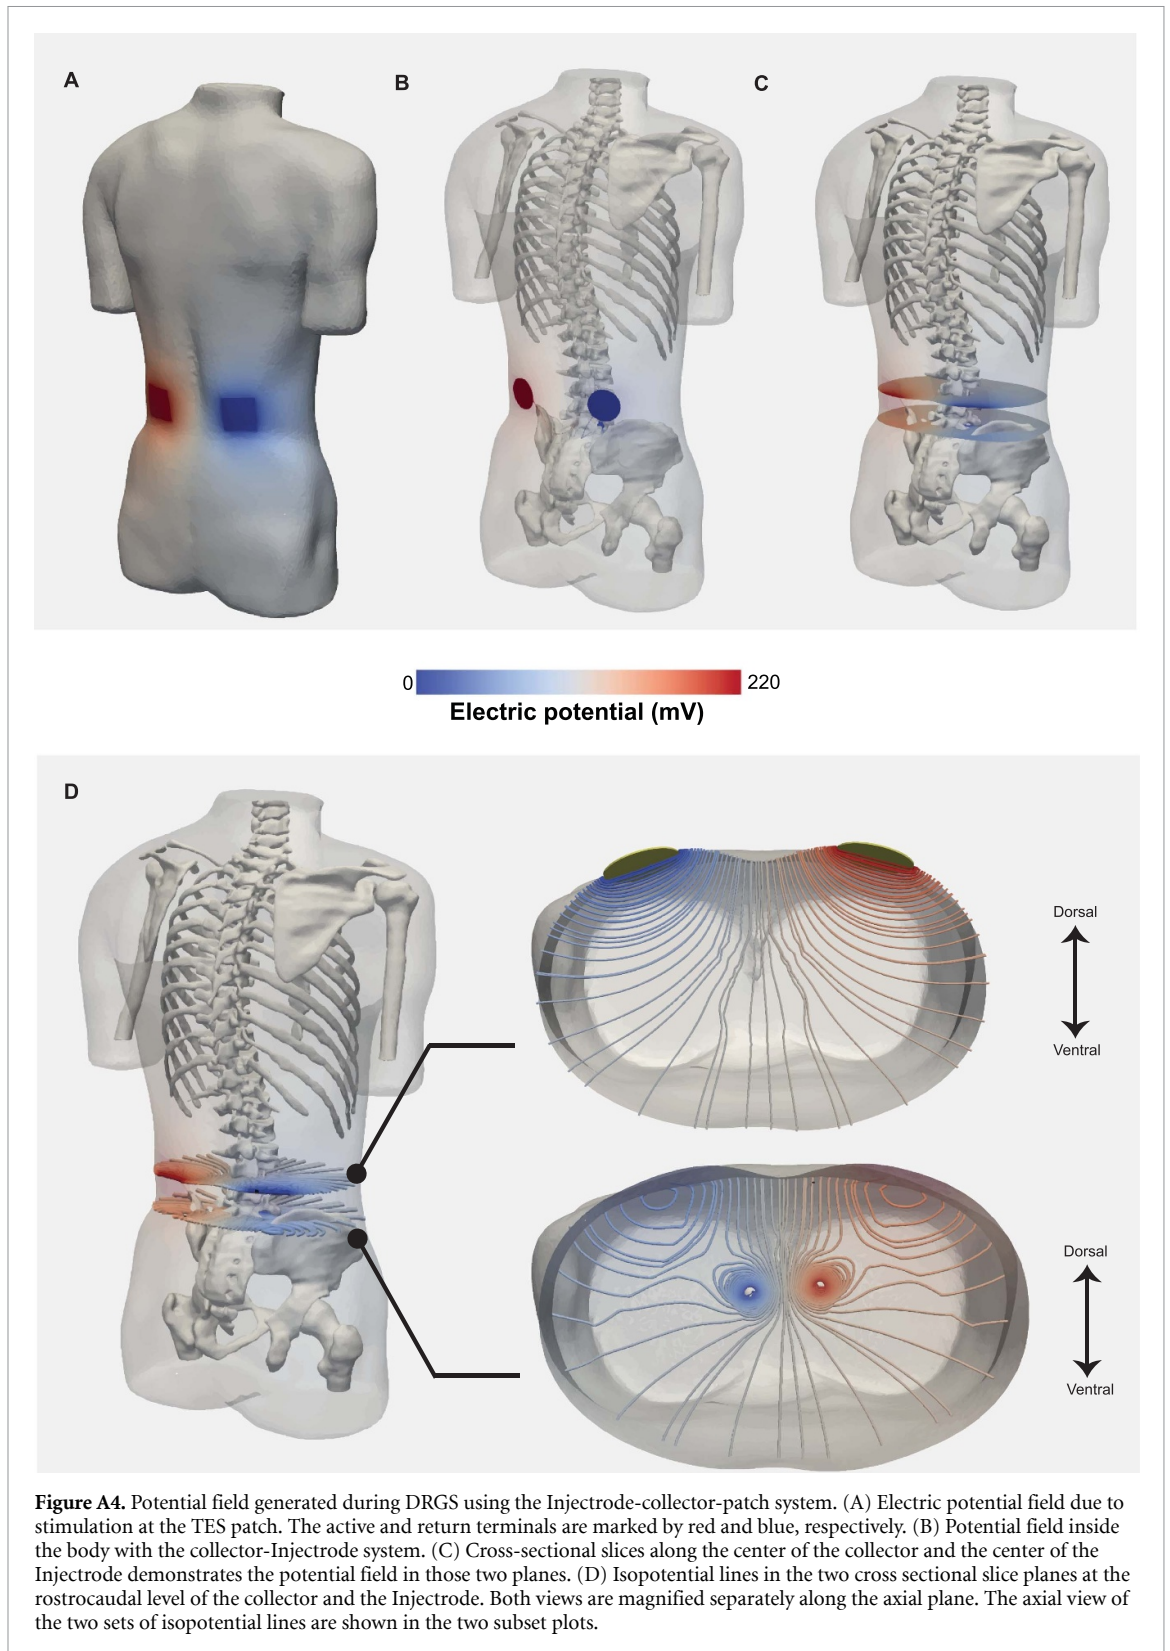 A
B
C
0
220
Electric potential (mV)
D
Dorsal
Ventral
Dorsal
Ventral
Figure A4. Potential field generated during DRGS using the Injectrode-collector-patch system. (A) Electric potential field due to
stimulation at the TES patch. The active and return terminals are marked by red and blue, respectively. (B) Potential field inside
the body with the collector-Injectrode system. (C) Cross-sectional slices along the center of the collector and the center of the
Injectrode demonstrates the potential field in those two planes. (D) Isopotential lines in the two cross sectional slice planes at the
rostrocaudal level of the collector and the Injectrode. Both views are magnified separately along the axial plane. The axial view of
the two sets of isopotential lines are shown in the two subset plots.